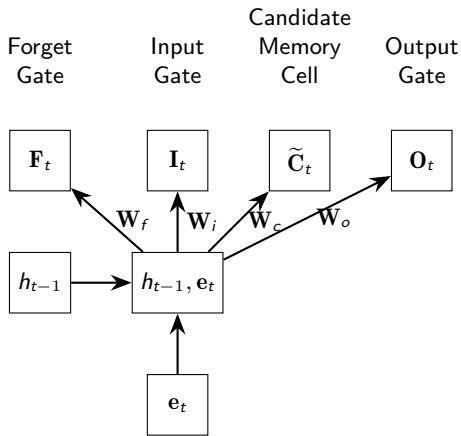 Forget
Gate
Input
Gate
Candidate
Memory
Cell
Output
Gate
F_t
I_t
C̃_t
O_t
W_f
W_i
W_c
W_o
h_{t−1}
h_{t−1}, e_t
e_t